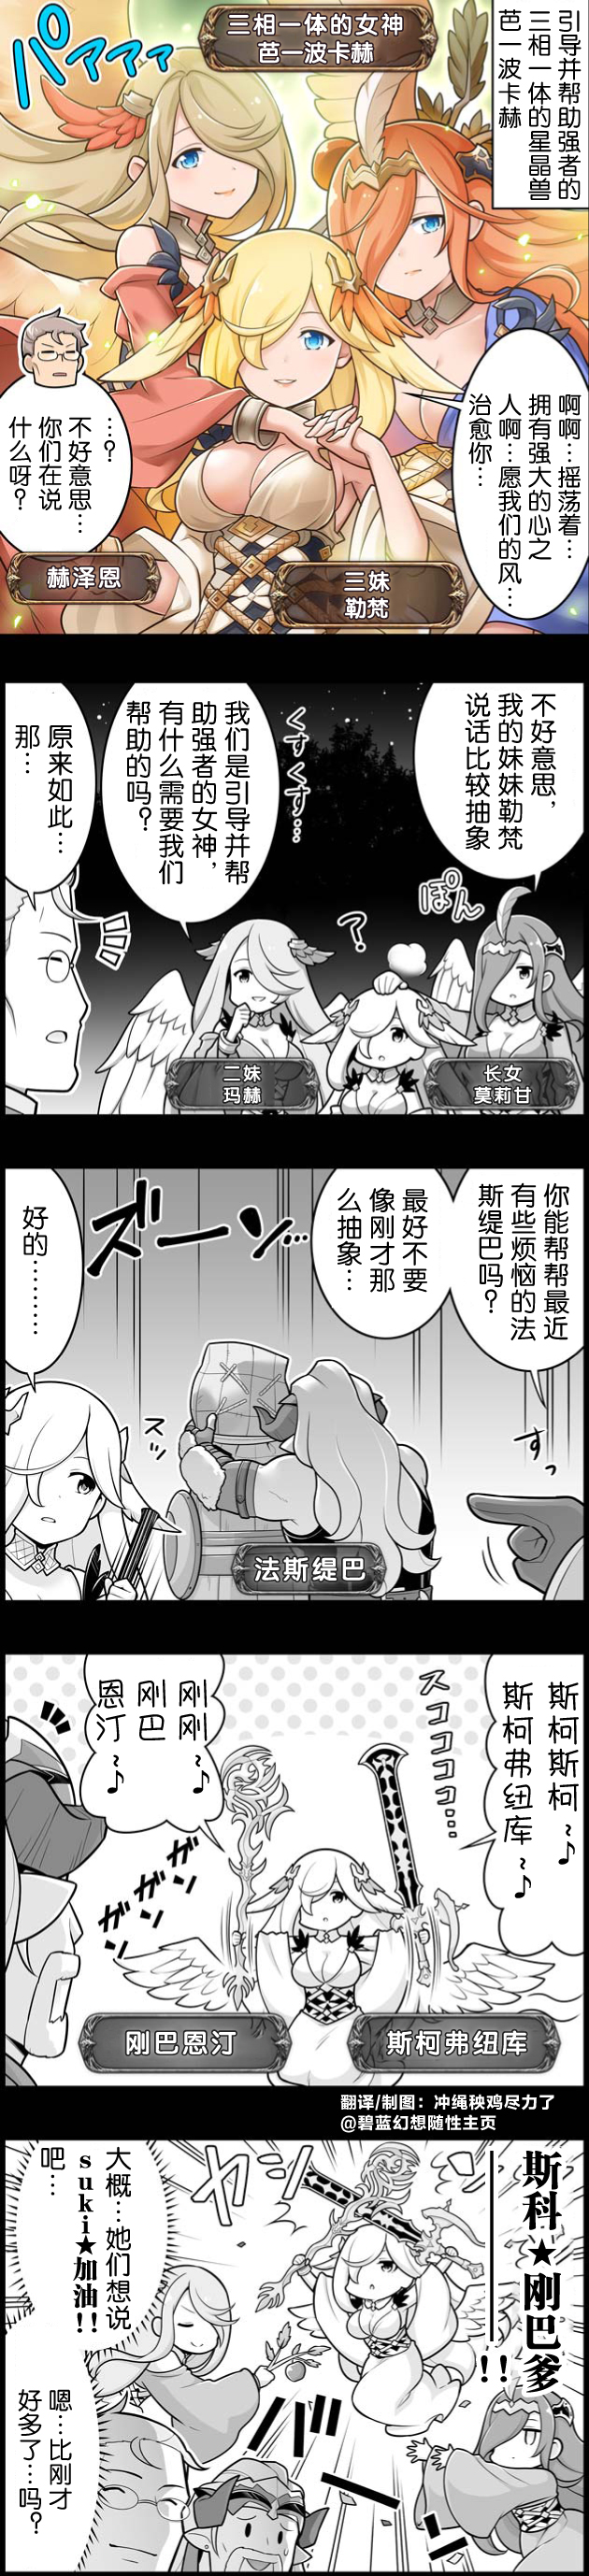 引导并帮助强者的
三相一体的星晶兽
芭一波卡赫
三相一体的女神
芭一波卡赫
パァァァァ
啊啊…摇荡着…
拥有强大的心之
人啊…愿我们的风…
治愈你…
…?
不好意思…
你们在说
什么呀？
赫泽恩
三妹
勒梵
不好意思，
我的妹妹勒梵
说话比较抽象
くすくす…
我们是引导并帮
助强者的女神，
有什么需要我们
帮助的吗？
原来如此…
那…
ぽん
?
二妹
玛赫
长女
莫莉甘
你能帮帮最近
有些烦恼的法
斯缇巴吗？
最好不要
像刚才那
么抽象…
ズーン…
好的…………
すっ
スッ
法斯缇巴
斯柯斯柯~♪
斯柯弗纽库~♪
スコココココ…
刚刚~♪
刚巴
恩汀~♪
ガンガンガン
刚巴恩汀
斯柯弗纽库
翻译/制图：冲绳秧鸡尽力了
@碧蓝幻想随性主页
斯科★刚巴爹
——!!
バッ
大概…她们想说
suki★加油!!
吧…
バーン
嗯…比刚才
好多了…吗？